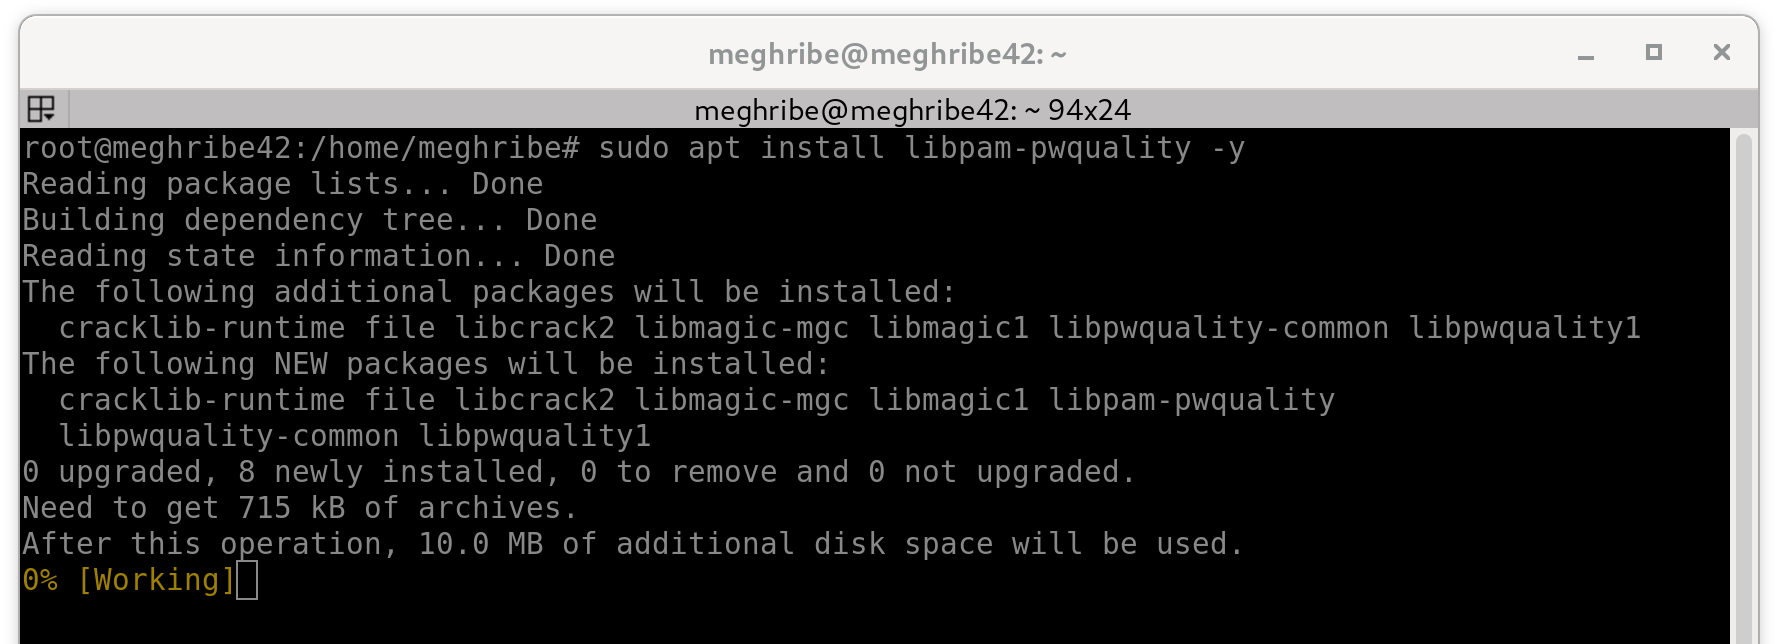 meghribe@meghribe42: ~
meghribe@meghribe42: ~ 94x24
root@meghribe42:/home/meghribe# sudo apt install libpam-pwquality -y
Reading package lists... Done
Building dependency tree... Done
Reading state information... Done
The following additional packages will be installed:
  cracklib-runtime file libcrack2 libmagic-mgc libmagic1 libpwquality-common libpwquality1
The following NEW packages will be installed:
  cracklib-runtime file libcrack2 libmagic-mgc libmagic1 libpam-pwquality
  libpwquality-common libpwquality1
0 upgraded, 8 newly installed, 0 to remove and 0 not upgraded.
Need to get 715 kB of archives.
After this operation, 10.0 MB of additional disk space will be used.
0% [Working]